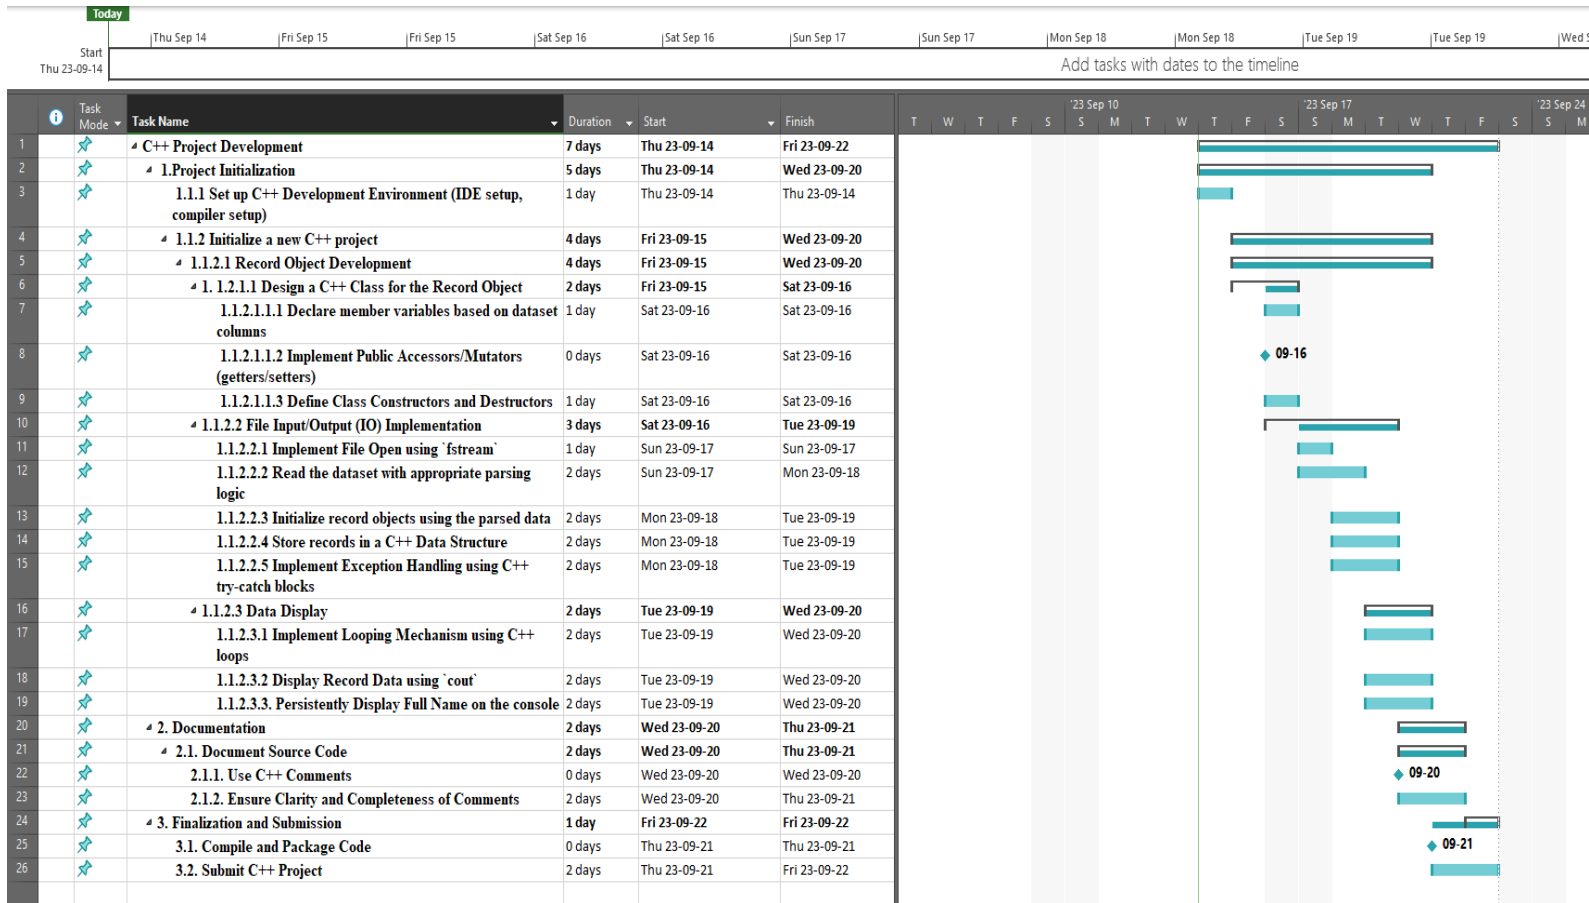 Today
Thu Sep 14 Fri Sep 15 Fri Sep 15 Sat Sep 16 Sat Sep 16 Sun Sep 17 Sun Sep 17 Mon Sep 18 Mon Sep 18 Tue Sep 19 Tue Sep 19 Wed S
Start
Thu 23-09-14
Add tasks with dates to the timeline
Task Mode Task Name Duration Start Finish
'23 Sep 10 '23 Sep 17 '23 Sep 24
T W T F S S M T W T F S S M T W T F S S M
1 C++ Project Development 7 days Thu 23-09-14 Fri 23-09-22
2 1.Project Initialization 5 days Thu 23-09-14 Wed 23-09-20
3 1.1.1 Set up C++ Development Environment (IDE setup, 1 day Thu 23-09-14 Thu 23-09-14
compiler setup)
4 1.1.2 Initialize a new C++ project 4 days Fri 23-09-15 Wed 23-09-20
5 1.1.2.1 Record Object Development 4 days Fri 23-09-15 Wed 23-09-20
6 1. 1.2.1.1 Design a C++ Class for the Record Object 2 days Fri 23-09-15 Sat 23-09-16
7 1.1.2.1.1.1 Declare member variables based on dataset 1 day Sat 23-09-16 Sat 23-09-16
columns
8 1.1.2.1.1.2 Implement Public Accessors/Mutators 0 days Sat 23-09-16 Sat 23-09-16 09-16
(getters/setters)
9 1.1.2.1.1.3 Define Class Constructors and Destructors 1 day Sat 23-09-16 Sat 23-09-16
10 1.1.2.2 File Input/Output (IO) Implementation 3 days Sat 23-09-16 Tue 23-09-19
11 1.1.2.2.1 Implement File Open using `fstream` 1 day Sun 23-09-17 Sun 23-09-17
12 1.1.2.2.2 Read the dataset with appropriate parsing 2 days Sun 23-09-17 Mon 23-09-18
logic
13 1.1.2.2.3 Initialize record objects using the parsed data 2 days Mon 23-09-18 Tue 23-09-19
14 1.1.2.2.4 Store records in a C++ Data Structure 2 days Mon 23-09-18 Tue 23-09-19
15 1.1.2.2.5 Implement Exception Handling using C++ 2 days Mon 23-09-18 Tue 23-09-19
try-catch blocks
16 1.1.2.3 Data Display 2 days Tue 23-09-19 Wed 23-09-20
17 1.1.2.3.1 Implement Looping Mechanism using C++ 2 days Tue 23-09-19 Wed 23-09-20
loops
18 1.1.2.3.2 Display Record Data using `cout` 2 days Tue 23-09-19 Wed 23-09-20
19 1.1.2.3.3. Persistently Display Full Name on the console 2 days Tue 23-09-19 Wed 23-09-20
20 2. Documentation 2 days Wed 23-09-20 Thu 23-09-21
21 2.1. Document Source Code 2 days Wed 23-09-20 Thu 23-09-21
22 2.1.1. Use C++ Comments 0 days Wed 23-09-20 Wed 23-09-20 09-20
23 2.1.2. Ensure Clarity and Completeness of Comments 2 days Wed 23-09-20 Thu 23-09-21
24 3. Finalization and Submission 1 day Fri 23-09-22 Fri 23-09-22
25 3.1. Compile and Package Code 0 days Thu 23-09-21 Thu 23-09-21 09-21
26 3.2. Submit C++ Project 2 days Thu 23-09-21 Fri 23-09-22